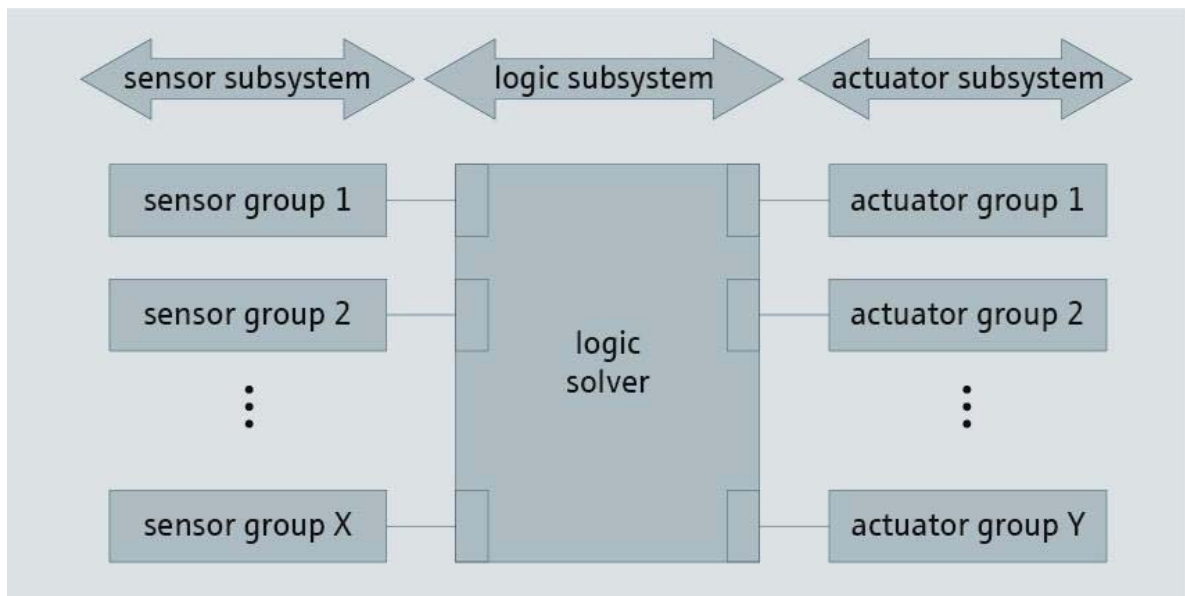 sensor subsystem
logic subsystem
actuator subsystem
sensor group 1
actuator group 1
sensor group 2
actuator group 2
logic
solver
sensor group X
actuator group Y